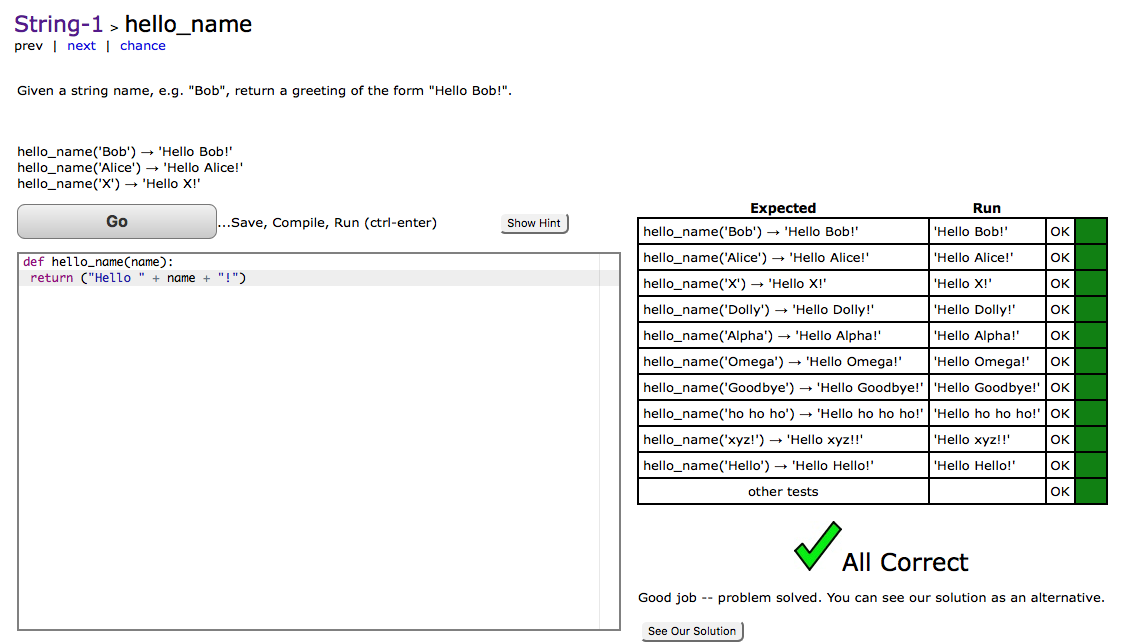 String-1 > hello_name
prev | next | chance
Given a string name, e.g. "Bob", return a greeting of the form "Hello Bob!".
hello_name('Bob') → 'Hello Bob!'
hello_name('Alice') → 'Hello Alice!'
hello_name('X') → 'Hello X!'
Go ...Save, Compile, Run (ctrl-enter) Show Hint
def hello_name(name):
 return ("Hello " + name + "!")
Expected Run
hello_name('Bob') → 'Hello Bob!' 'Hello Bob!' OK
hello_name('Alice') → 'Hello Alice!' 'Hello Alice!' OK
hello_name('X') → 'Hello X!' 'Hello X!' OK
hello_name('Dolly') → 'Hello Dolly!' 'Hello Dolly!' OK
hello_name('Alpha') → 'Hello Alpha!' 'Hello Alpha!' OK
hello_name('Omega') → 'Hello Omega!' 'Hello Omega!' OK
hello_name('Goodbye') → 'Hello Goodbye!' 'Hello Goodbye!' OK
hello_name('ho ho ho') → 'Hello ho ho ho!' 'Hello ho ho ho!' OK
hello_name('xyz!') → 'Hello xyz!!' 'Hello xyz!!' OK
hello_name('Hello') → 'Hello Hello!' 'Hello Hello!' OK
other tests OK
All Correct
Good job -- problem solved. You can see our solution as an alternative.
See Our Solution